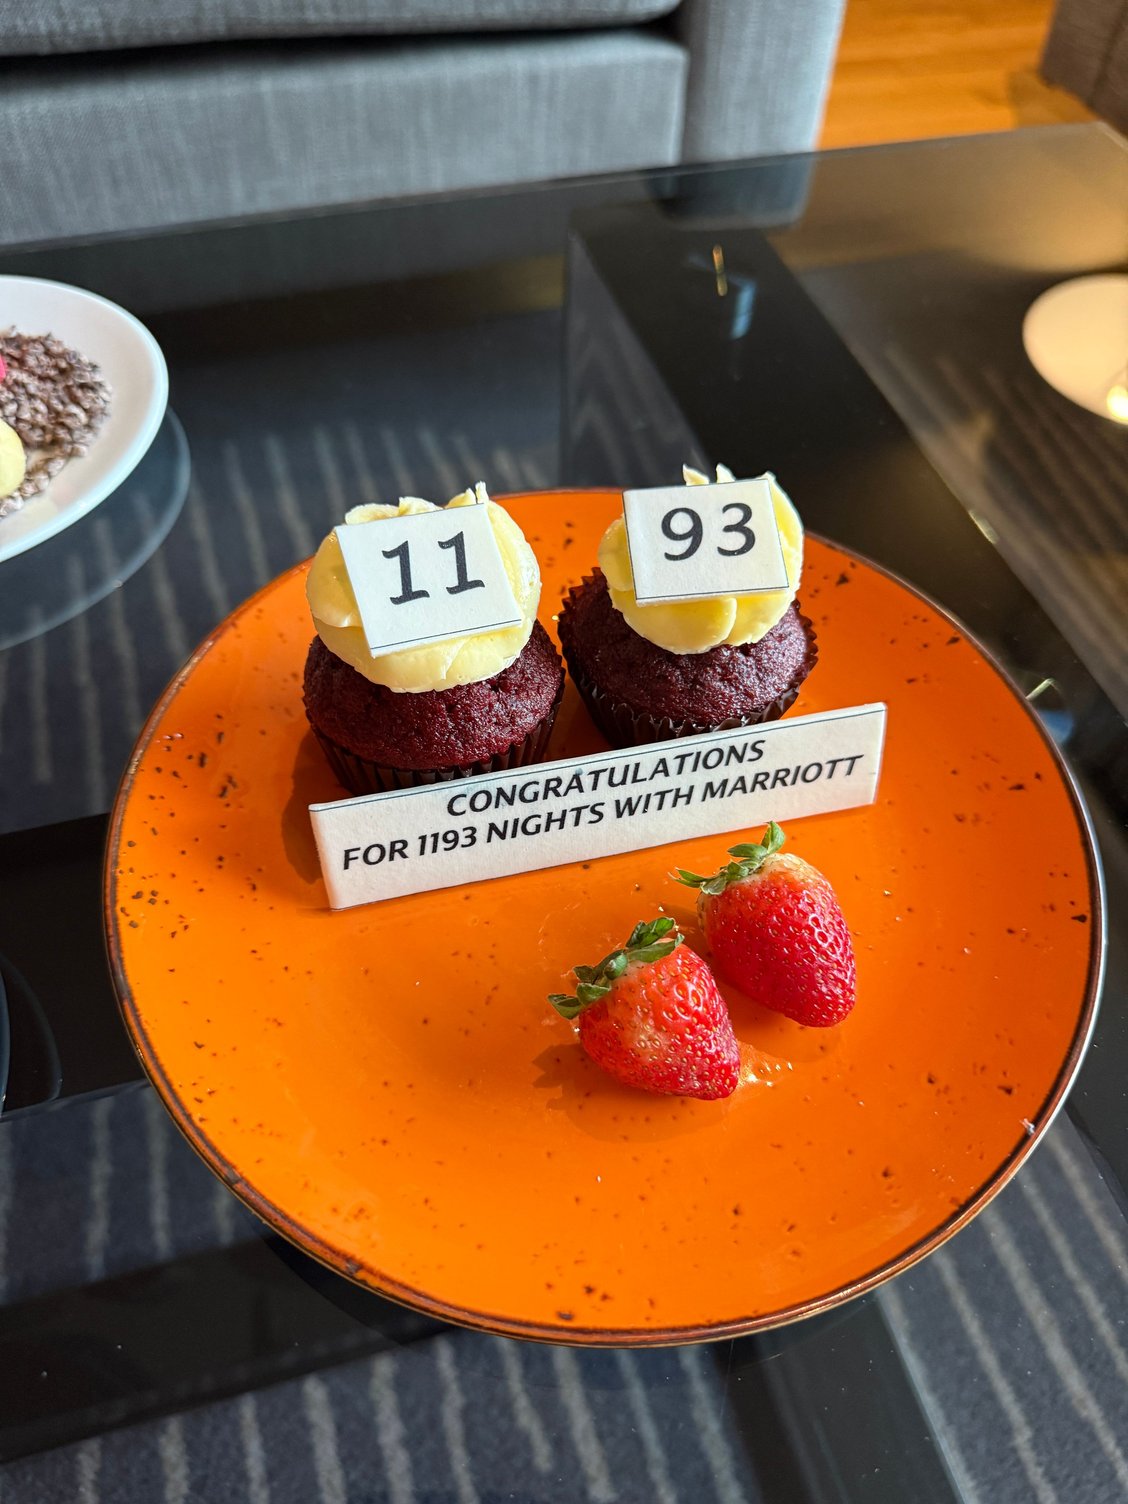 11
93
CONGRATULATIONS
FOR 1193 NIGHTS WITH MARRIOTT